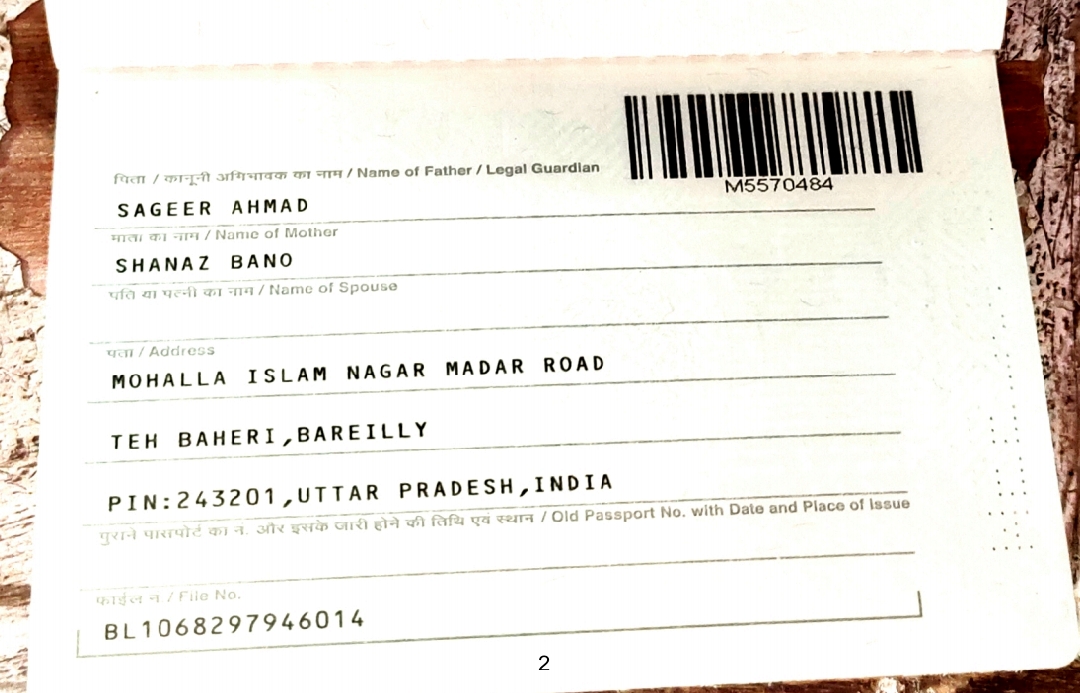 पिता / कानूनी अभिभावक का नाम / Name of Father / Legal Guardian
M5570484
SAGEER AHMAD
माता का नाम / Name of Mother
SHANAZ BANO
पति या पत्नी का नाम / Name of Spouse
पता / Address
MOHALLA ISLAM NAGAR MADAR ROAD
TEH BAHERI,BAREILLY
PIN:243201,UTTAR PRADESH,INDIA
पुराने पासपोर्ट का न. और इसके जारी होने की तिथि एवं स्थान / Old Passport No. with Date and Place of Issue
फाईल न. / File No.
BL1068297946014
2